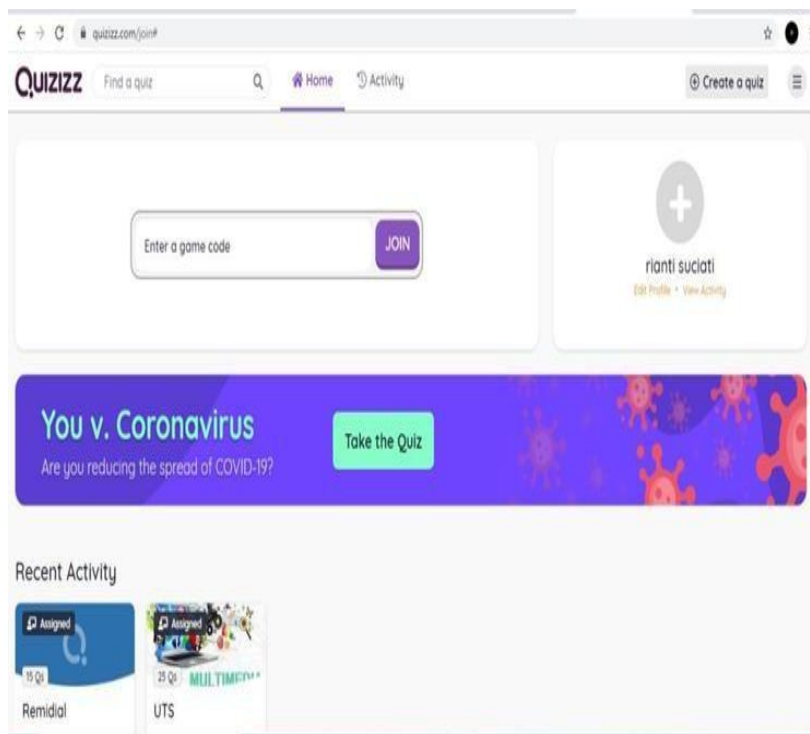 quizizz.com/join#
QUIZIZZ Find a quiz Home Activity Create a quiz
Enter a game code JOIN
rianti suciati
Edit Profile • View Activity
You v. Coronavirus
Are you reducing the spread of COVID-19?
Take the Quiz
Recent Activity
Assigned
15 Qs
Remidial
Assigned
MULTIMEDIA
25 Qs
UTS